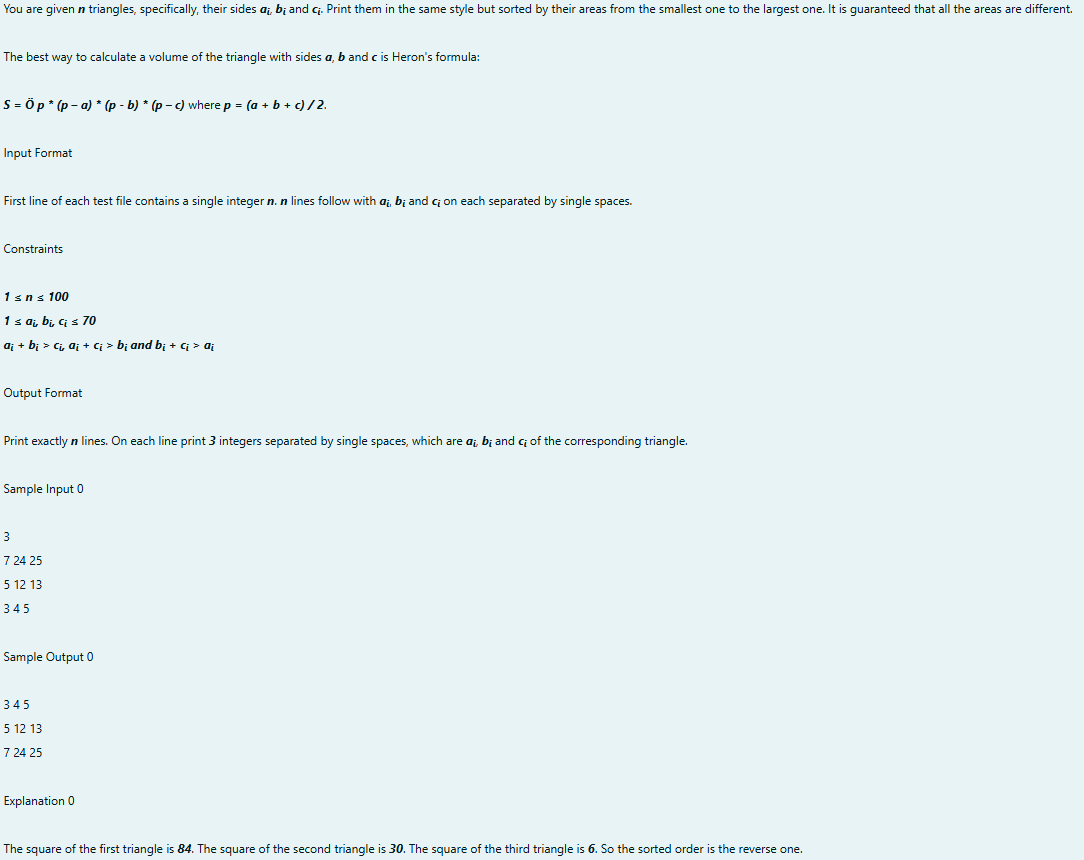 You are given n triangles, specifically, their sides ai, bi and ci. Print them in the same style but sorted by their areas from the smallest one to the largest one. It is guaranteed that all the areas are different.
The best way to calculate a volume of the triangle with sides a, b and c is Heron's formula:
S = Ö p * (p – a) * (p - b) * (p – c) where p = (a + b + c) / 2.
Input Format
First line of each test file contains a single integer n. n lines follow with ai, bi and ci on each separated by single spaces.
Constraints
1 ≤ n ≤ 100
1 ≤ ai, bi, ci ≤ 70
ai + bi > ci, ai + ci > bi and bi + ci > ai
Output Format
Print exactly n lines. On each line print 3 integers separated by single spaces, which are ai, bi and ci of the corresponding triangle.
Sample Input 0
3
7 24 25
5 12 13
3 4 5
Sample Output 0
3 4 5
5 12 13
7 24 25
Explanation 0
The square of the first triangle is 84. The square of the second triangle is 30. The square of the third triangle is 6. So the sorted order is the reverse one.